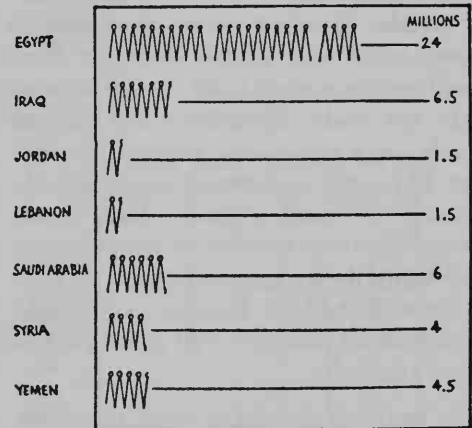 MILLIONS
EGYPT 24
IRAQ 6.5
JORDAN 1.5
LEBANON 1.5
SAUDI ARABIA 6
SYRIA 4
YEMEN 4.5